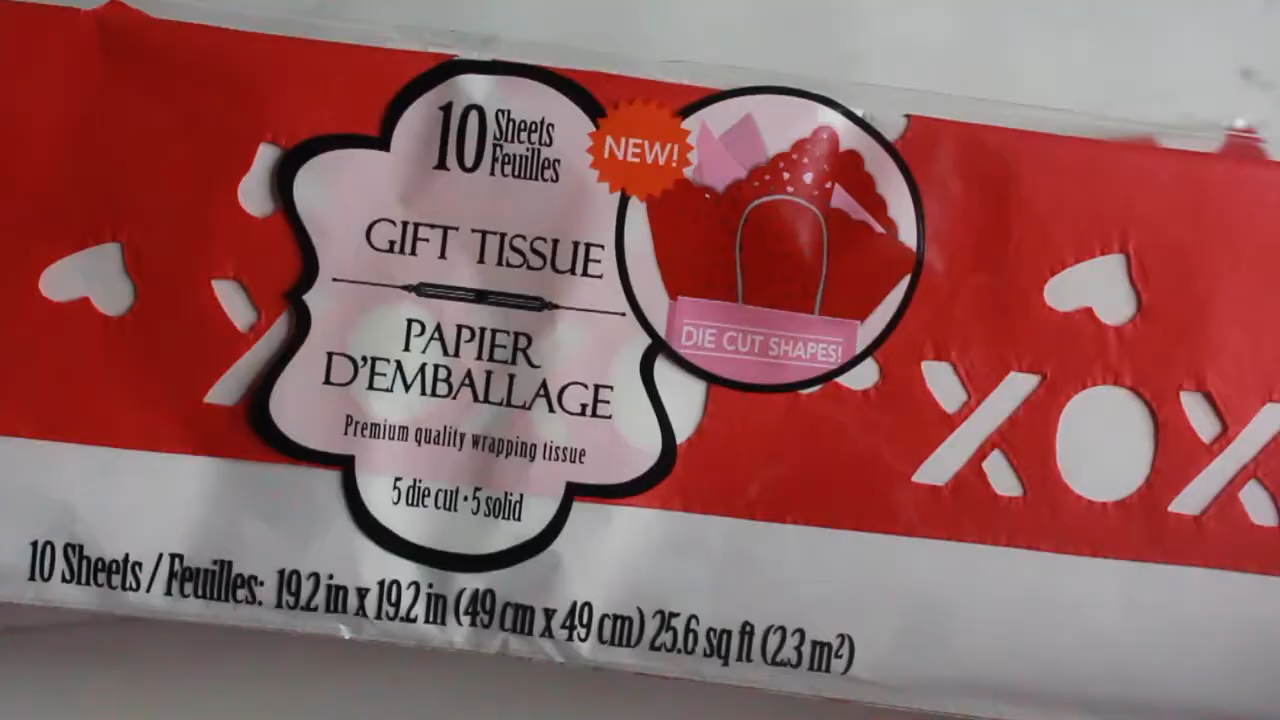 10 Sheets
Feuilles
NEW!
GIFT TISSUE
PAPIER
D'EMBALLAGE
DIE CUT SHAPES!
Premium quality wrapping tissue
5 die cut • 5 solid
XOX
10 Sheets / Feuilles: 19.2 in x 19.2 in (49 cm x 49 cm) 25.6 sq ft (2.3 m²)